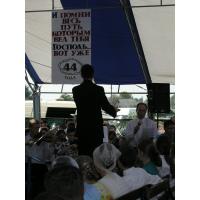 И ПОМНИ
ВЕСЬ
ПУТЬ
КОТОРЫМ
ВЕЛ ТЕБЯ
ГОСПОДЬ...
ВОТ УЖЕ
44
ГОДА